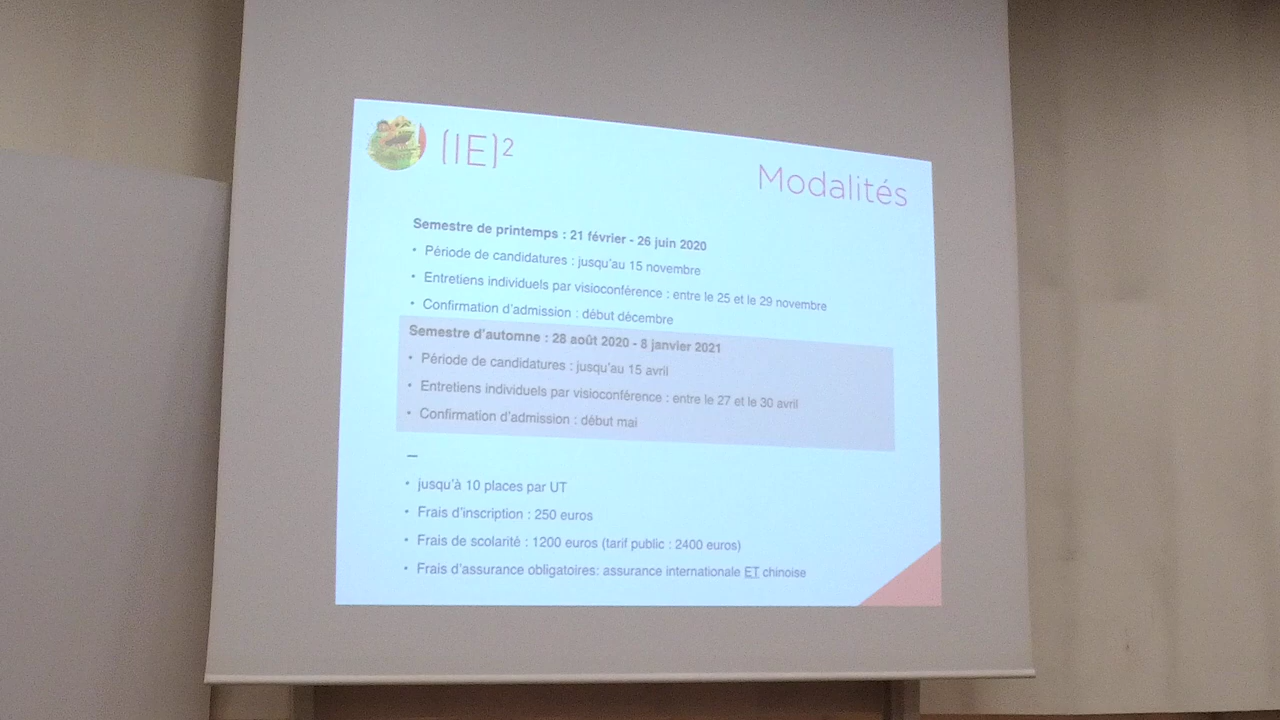 (IE)²
Modalités
Semestre de printemps : 21 février - 26 juin 2020
• Période de candidatures : jusqu'au 15 novembre
• Entretiens individuels par visioconférence : entre le 25 et le 29 novembre
• Confirmation d'admission : début décembre
Semestre d'automne : 28 août 2020 - 8 janvier 2021
• Période de candidatures : jusqu'au 15 avril
• Entretiens individuels par visioconférence : entre le 27 et le 30 avril
• Confirmation d'admission : début mai
–
• jusqu'à 10 places par UT
• Frais d'inscription : 250 euros
• Frais de scolarité : 1200 euros (tarif public : 2400 euros)
• Frais d'assurance obligatoires: assurance internationale ET chinoise